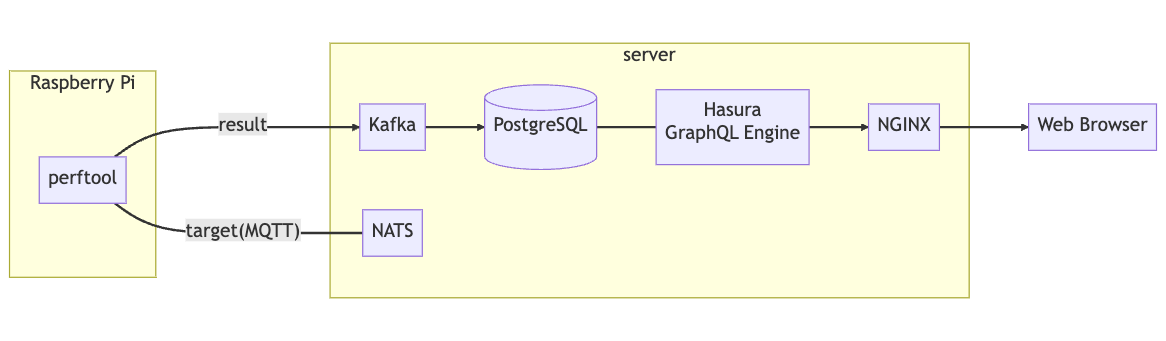 server
Raspberry Pi
result
Kafka
PostgreSQL
Hasura
GraphQL Engine
NGINX
Web Browser
perftool
target(MQTT)
NATS